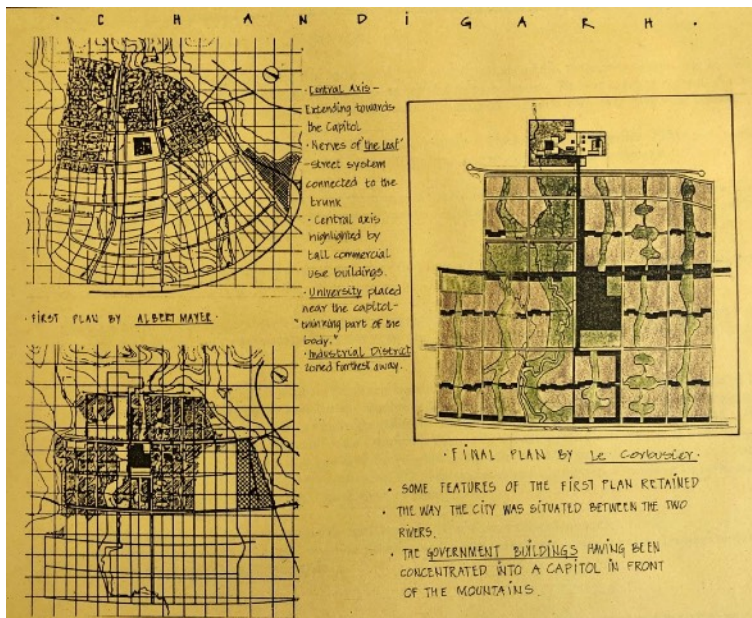 · C H A N D i G A R H ·
· Central Axis –
Extending towards
the Capitol
· Nerves of "the leaf"
– street system
connected to the
trunk
· Central axis
highlighted by
tall commercial
use buildings.
· University placed
near the capitol –
"thinking part of the
body."
· Industrial District
zoned furthest away.
· FIRST PLAN BY ALBERT MAYER ·
· FINAL PLAN BY Le Corbusier ·
· SOME FEATURES OF THE FIRST PLAN RETAINED
· THE WAY THE CITY WAS SITUATED BETWEEN THE TWO
RIVERS.
· THE GOVERNMENT BUILDINGS HAVING BEEN
CONCENTRATED INTO A CAPITOL IN FRONT
OF THE MOUNTAINS.